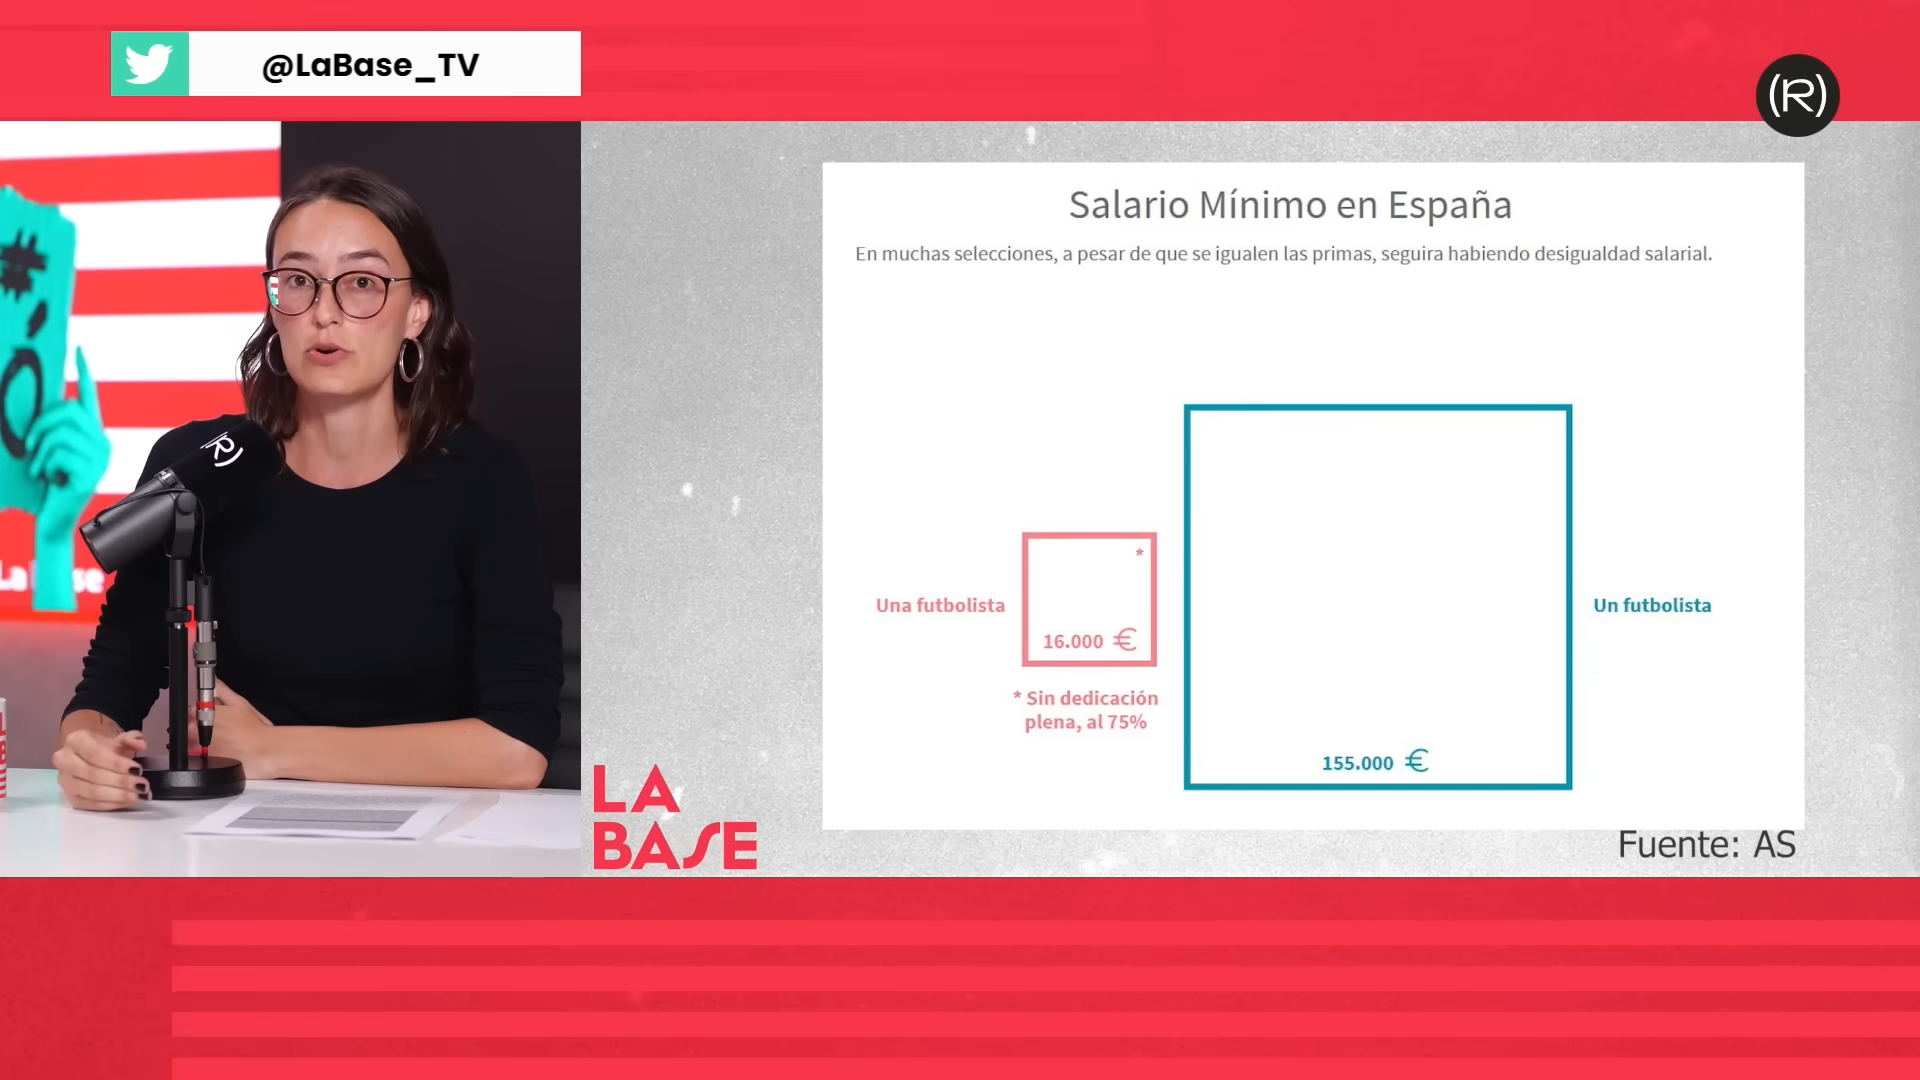 @LaBase_TV
(R)
Salario Mínimo en España
En muchas selecciones, a pesar de que se igualen las primas, seguira habiendo desigualdad salarial.
*
Una futbolista
Un futbolista
16.000 €
* Sin dedicación
plena, al 75%
155.000 €
LA
BASE
Fuente: AS
R)